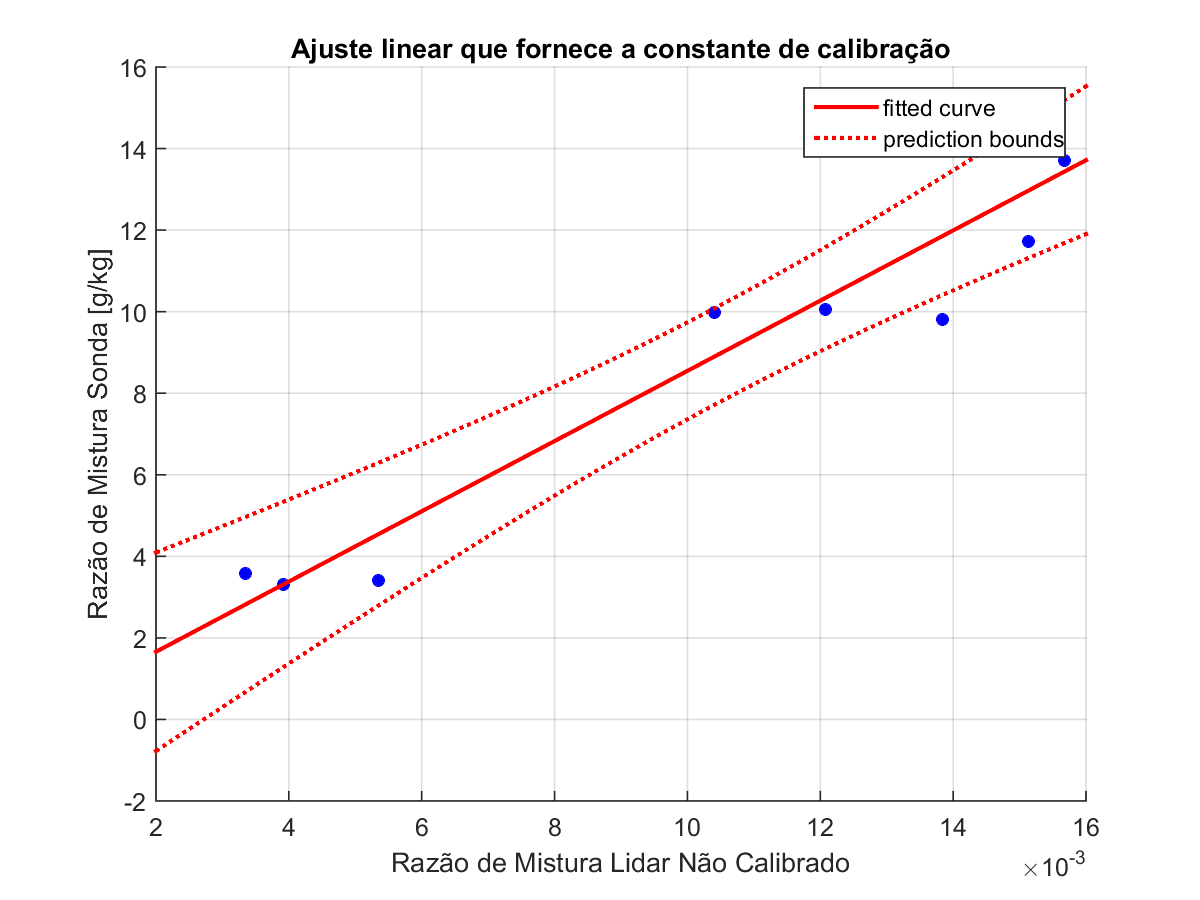 Ajuste linear que fornece a constante de calibração
fitted curve
prediction bounds
16
14
12
10
8
6
4
2
0
-2
Razão de Mistura Sonda [g/kg]
2 4 6 8 10 12 14 16
Razão de Mistura Lidar Não Calibrado
×10-3